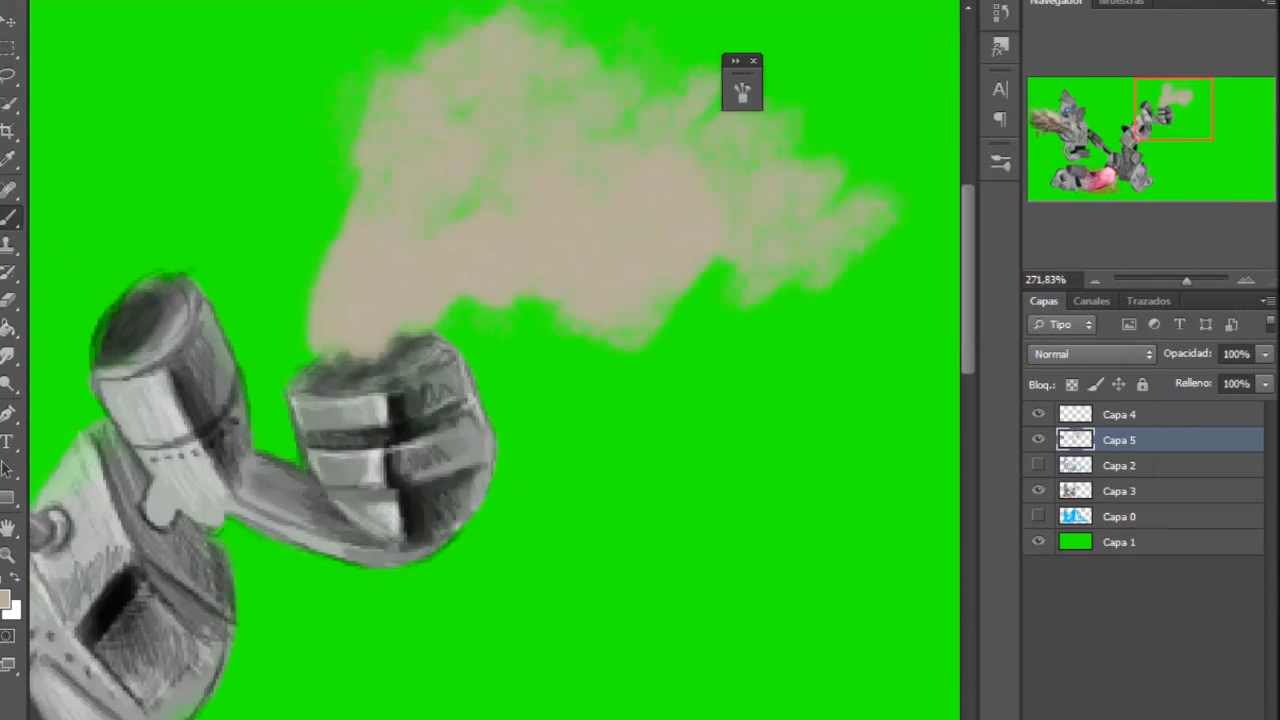 Navegador Muestras
271,83%
Capas Canales Trazados
Tipo
Normal Opacidad: 100%
Bloq.: Relleno: 100%
Capa 4
Capa 5
Capa 2
Capa 3
Capa 0
Capa 1